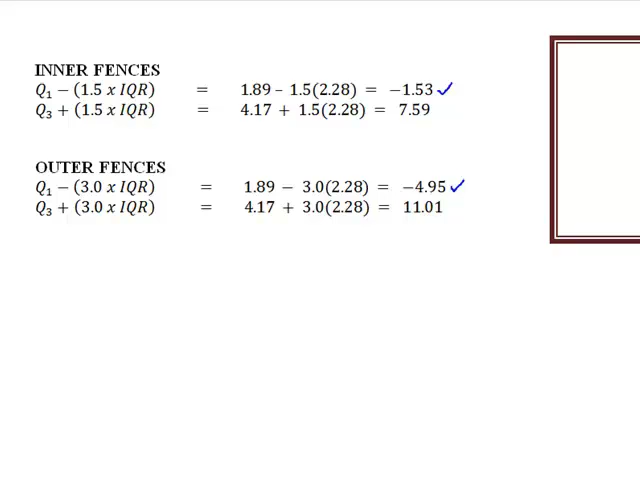 INNER FENCES
Q₁ − (1.5 x IQR) = 1.89 − 1.5(2.28) = −1.53 ✓
Q₃ + (1.5 x IQR) = 4.17 + 1.5(2.28) = 7.59
OUTER FENCES
Q₁ − (3.0 x IQR) = 1.89 − 3.0(2.28) = −4.95 ✓
Q₃ + (3.0 x IQR) = 4.17 + 3.0(2.28) = 11.01